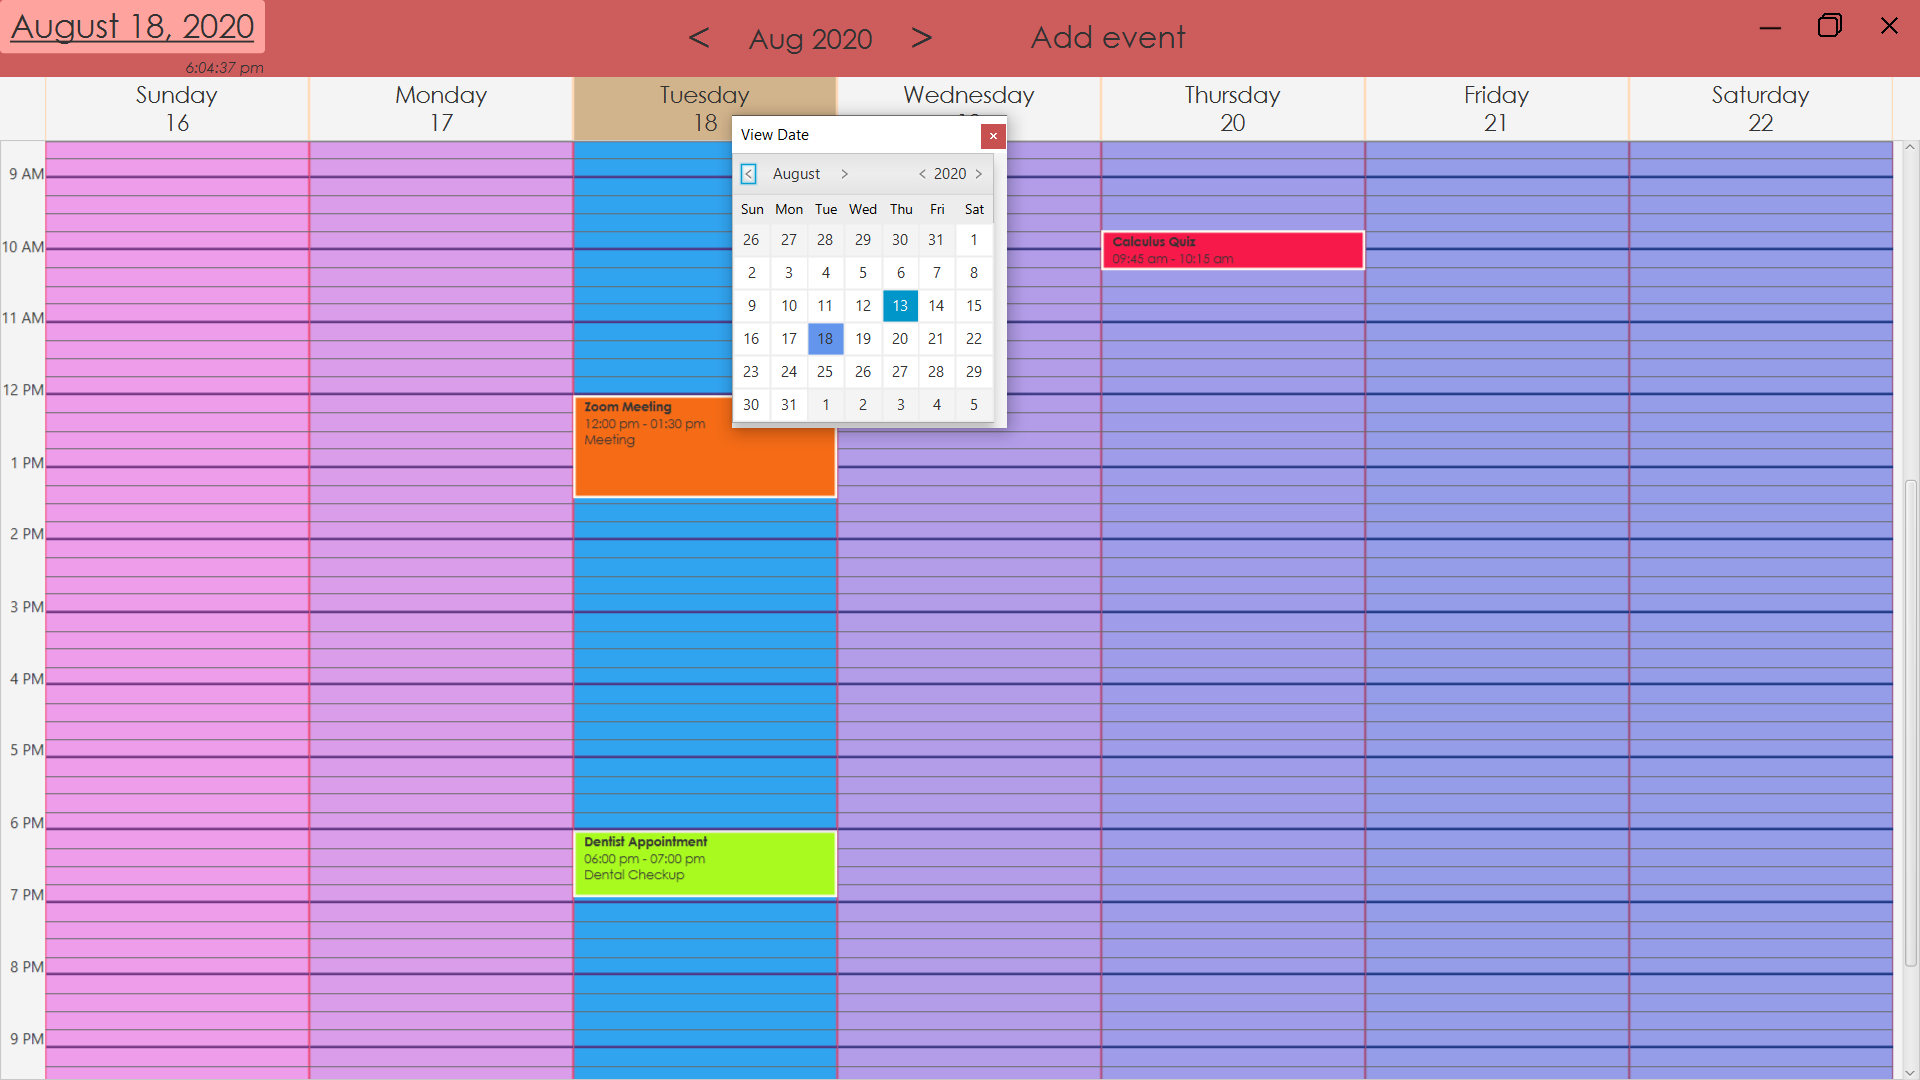 August 18, 2020
6:04:37 pm
< Aug 2020 > Add event
Sunday Monday Tuesday Wednesday Thursday Friday Saturday
16 17 18 20 21 22
View Date
< August > < 2020 >
Sun Mon Tue Wed Thu Fri Sat
26 27 28 29 30 31 1
2 3 4 5 6 7 8
9 10 11 12 13 14 15
16 17 18 19 20 21 22
23 24 25 26 27 28 29
30 31 1 2 3 4 5
9 AM
10 AM
11 AM
12 PM
1 PM
2 PM
3 PM
4 PM
5 PM
6 PM
7 PM
8 PM
9 PM
Calculus Quiz
09:45 am - 10:15 am
Zoom Meeting
12:00 pm - 01:30 pm
Meeting
Dentist Appointment
06:00 pm - 07:00 pm
Dental Checkup